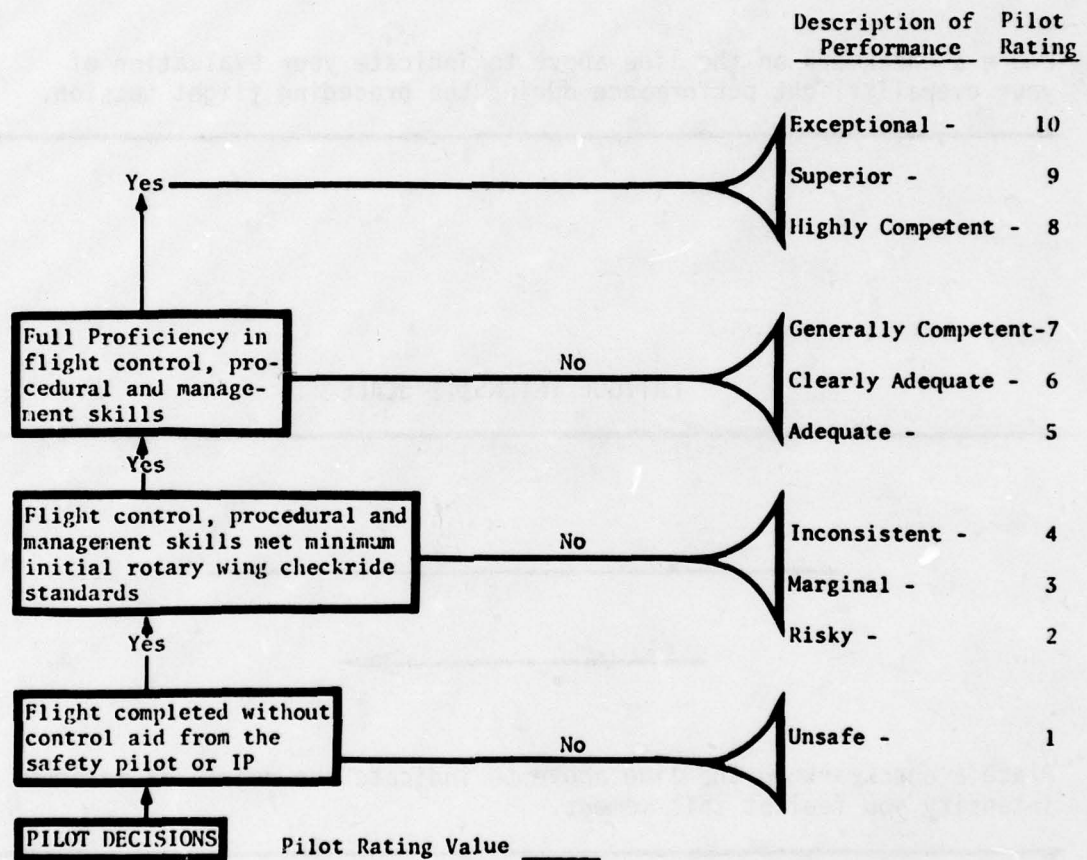 Description of Pilot
Performance Rating
Exceptional - 10
Yes
Superior - 9
Highly Competent - 8
Full Proficiency in
flight control, pro-
cedural and manage-
ment skills
No
Generally Competent-7
Clearly Adequate - 6
Adequate - 5
Yes
Flight control, procedural and
management skills met minimum
initial rotary wing checkride
standards
No
Inconsistent - 4
Marginal - 3
Risky - 2
Yes
Flight completed without
control aid from the
safety pilot or IP
No
Unsafe - 1
PILOT DECISIONS
Pilot Rating Value